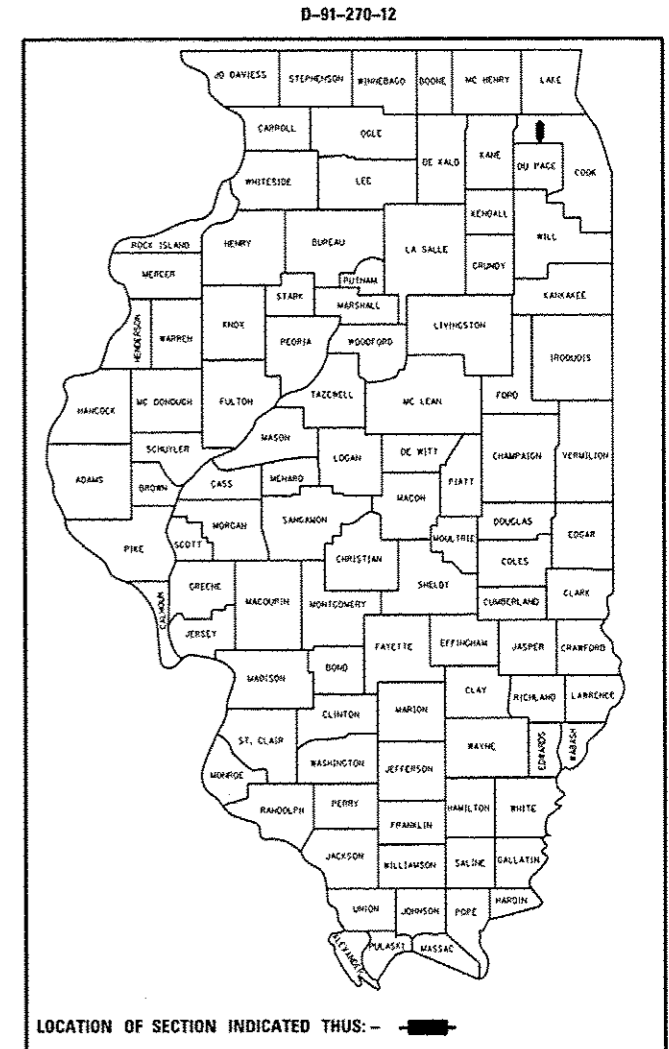 D-91-270-12
JO DAVIESS STEPHENSON WINNEBAGO BOONE MC HENRY LAKE
CARROLL OGLE DE KALB KANE DU PAGE COOK
WHITESIDE LEE
KENDALL WILL
ROCK ISLAND HENRY BUREAU LA SALLE GRUNDY
MERCER PUTNAM KANKAKEE
STARK MARSHALL
HENDERSON WARREN KNOX PEORIA WOODFORD LIVINGSTON IROQUOIS
HANCOCK MC DONOUGH FULTON TAZEWELL MC LEAN FORD
MASON
SCHUYLER LOGAN DE WITT CHAMPAIGN VERMILION
ADAMS BROWN CASS MENARD PIATT
MACON
MORGAN SANGAMON DOUGLAS EDGAR
PIKE SCOTT CHRISTIAN MOULTRIE COLES
GREENE MACOUPIN MONTGOMERY SHELBY CUMBERLAND CLARK
CALHOUN JERSEY
FAYETTE EFFINGHAM JASPER CRAWFORD
MADISON BOND
CLAY RICHLAND LAWRENCE
CLINTON MARION
ST. CLAIR WAYNE EDWARDS WABASH
WASHINGTON JEFFERSON
MONROE
RANDOLPH PERRY HAMILTON WHITE
FRANKLIN
JACKSON WILLIAMSON SALINE GALLATIN
UNION JOHNSON POPE HARDIN
ALEXANDER PULASKI MASSAC
LOCATION OF SECTION INDICATED THUS: -